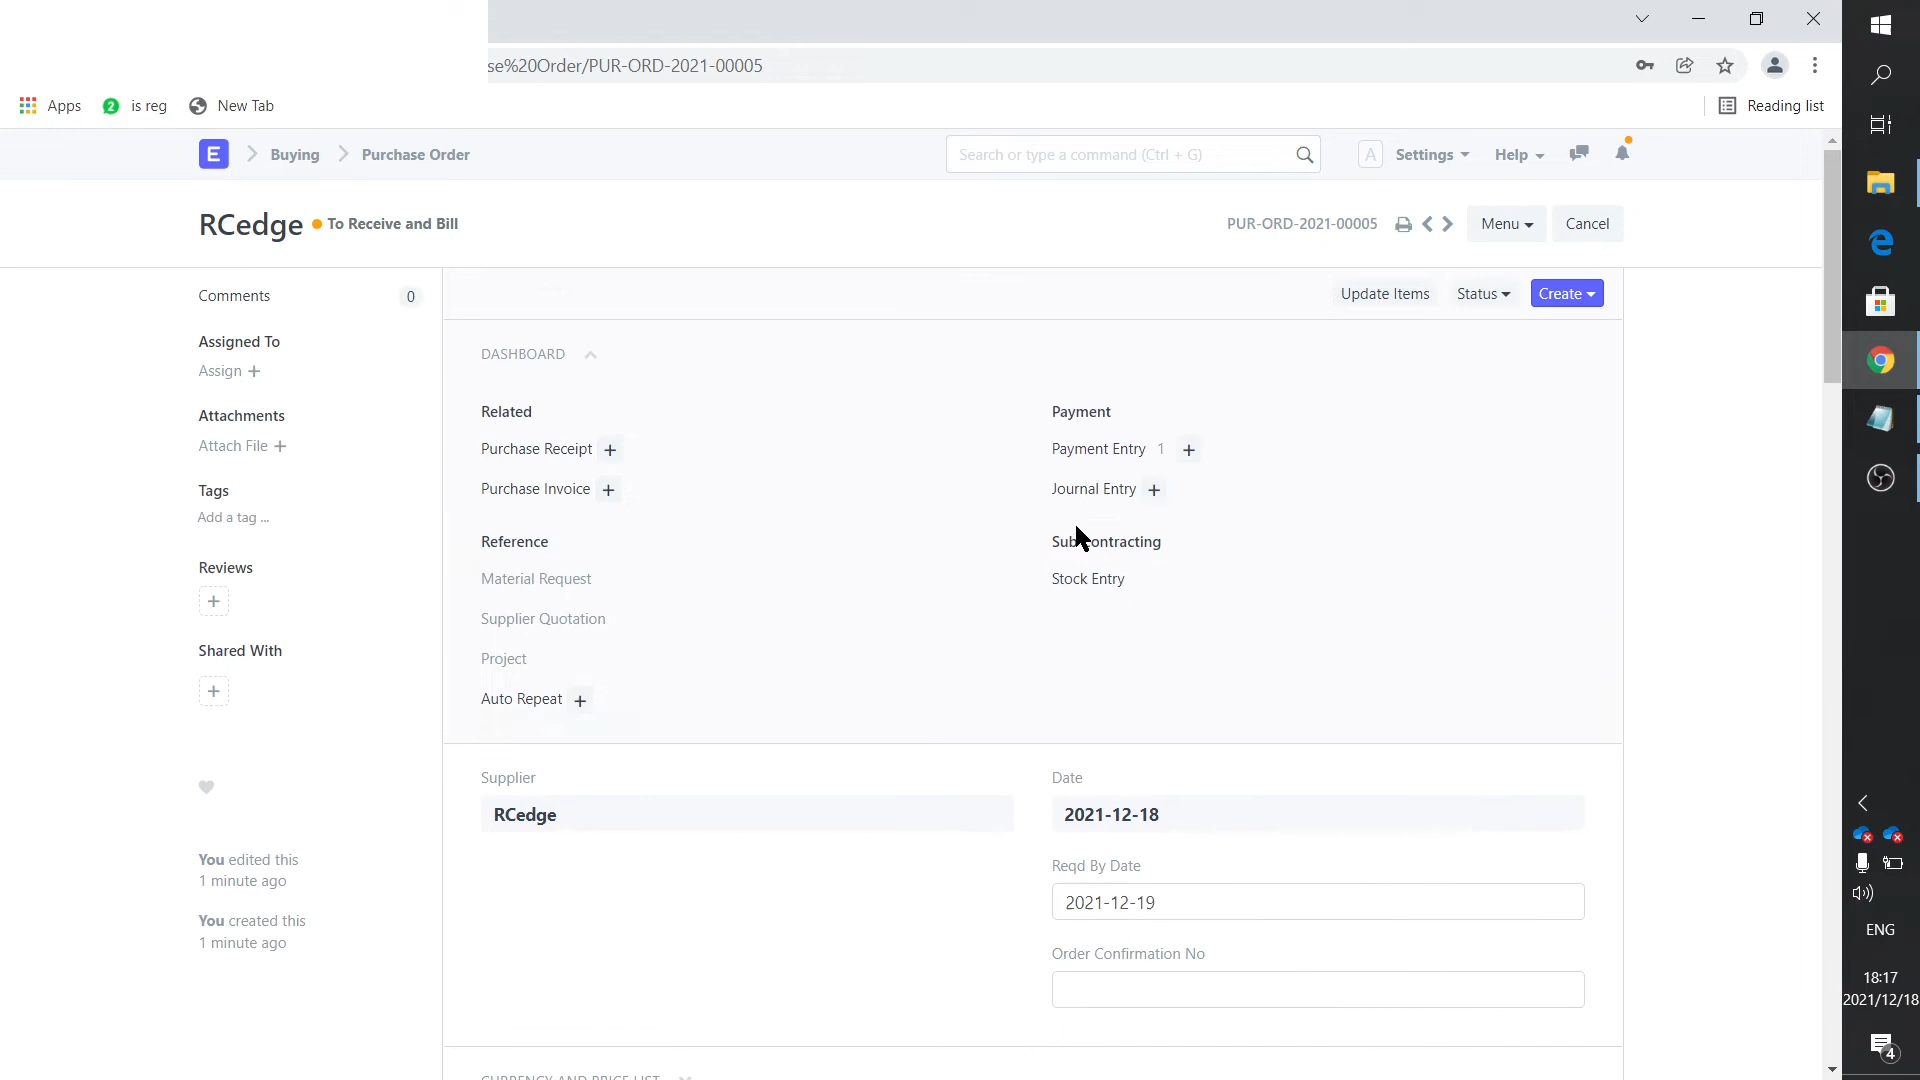 se%20Order/PUR-ORD-2021-00005
Apps
2
is reg
New Tab
Reading list
E
Buying
Purchase Order
Search or type a command (Ctrl + G)
A
Settings
Help
RCedge
To Receive and Bill
PUR-ORD-2021-00005
Menu
Cancel
Comments
0
Update Items
Status
Create
Assigned To
Assign +
Attachments
Attach File +
Tags
Add a tag ...
Reviews
+
Shared With
+
You edited this
1 minute ago
You created this
1 minute ago
DASHBOARD
Related
Payment
Purchase Receipt +
Payment Entry 1 +
Purchase Invoice +
Journal Entry +
Reference
Material Request
Stock Entry
Supplier Quotation
Project
Auto Repeat +
Supplier
Date
RCedge
2021-12-18
Reqd By Date
2021-12-19
Order Confirmation No
CURRENCY AND PRICE LIST
ENG
18:17
2021/12/18
4